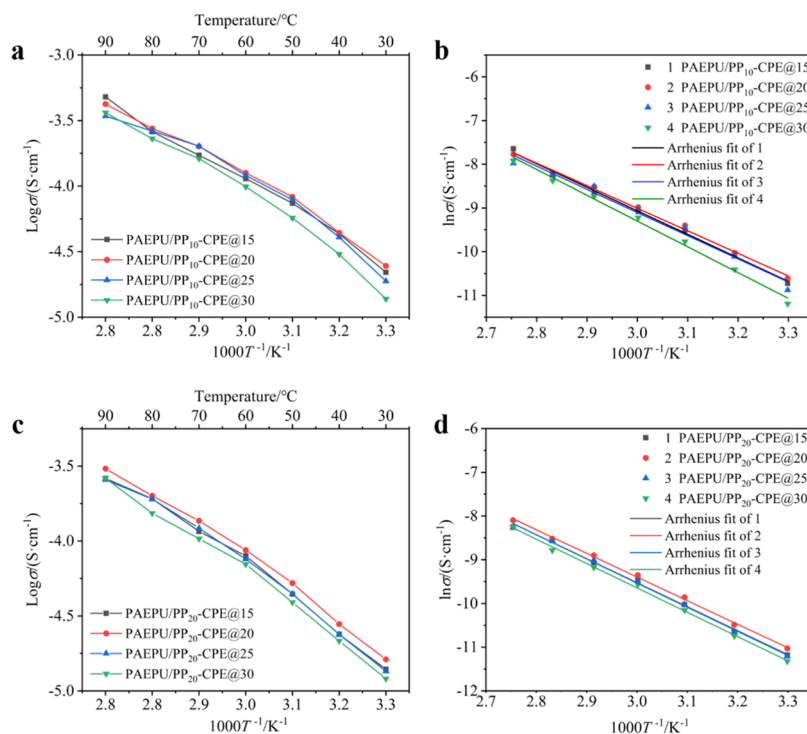 a
Temperature/°C
90 80 70 60 50 40 30
-3.0
-3.5
-4.0
-4.5
-5.0
Logσ/(S·cm⁻¹)
PAEPU/PP₁₀-CPE@15
PAEPU/PP₁₀-CPE@20
PAEPU/PP₁₀-CPE@25
PAEPU/PP₁₀-CPE@30
2.8 2.8 2.9 3.0 3.1 3.2 3.3
1000T⁻¹/K⁻¹
b
-6
-7
-8
-9
-10
-11
lnσ/(S·cm⁻¹)
1 PAEPU/PP₁₀-CPE@15
2 PAEPU/PP₁₀-CPE@20
3 PAEPU/PP₁₀-CPE@25
4 PAEPU/PP₁₀-CPE@30
Arrhenius fit of 1
Arrhenius fit of 2
Arrhenius fit of 3
Arrhenius fit of 4
2.7 2.8 2.9 3.0 3.1 3.2 3.3
1000T⁻¹/K⁻¹
c
Temperature/°C
90 80 70 60 50 40 30
-3.5
-4.0
-4.5
-5.0
Logσ/(S·cm⁻¹)
PAEPU/PP₂₀-CPE@15
PAEPU/PP₂₀-CPE@20
PAEPU/PP₂₀-CPE@25
PAEPU/PP₂₀-CPE@30
2.8 2.8 2.9 3.0 3.1 3.2 3.3
1000T⁻¹/K⁻¹
d
-6
-7
-8
-9
-10
-11
-12
lnσ/(S·cm⁻¹)
1 PAEPU/PP₂₀-CPE@15
2 PAEPU/PP₂₀-CPE@20
3 PAEPU/PP₂₀-CPE@25
4 PAEPU/PP₂₀-CPE@30
Arrhenius fit of 1
Arrhenius fit of 2
Arrhenius fit of 3
Arrhenius fit of 4
2.7 2.8 2.9 3.0 3.1 3.2 3.3
1000T⁻¹/K⁻¹